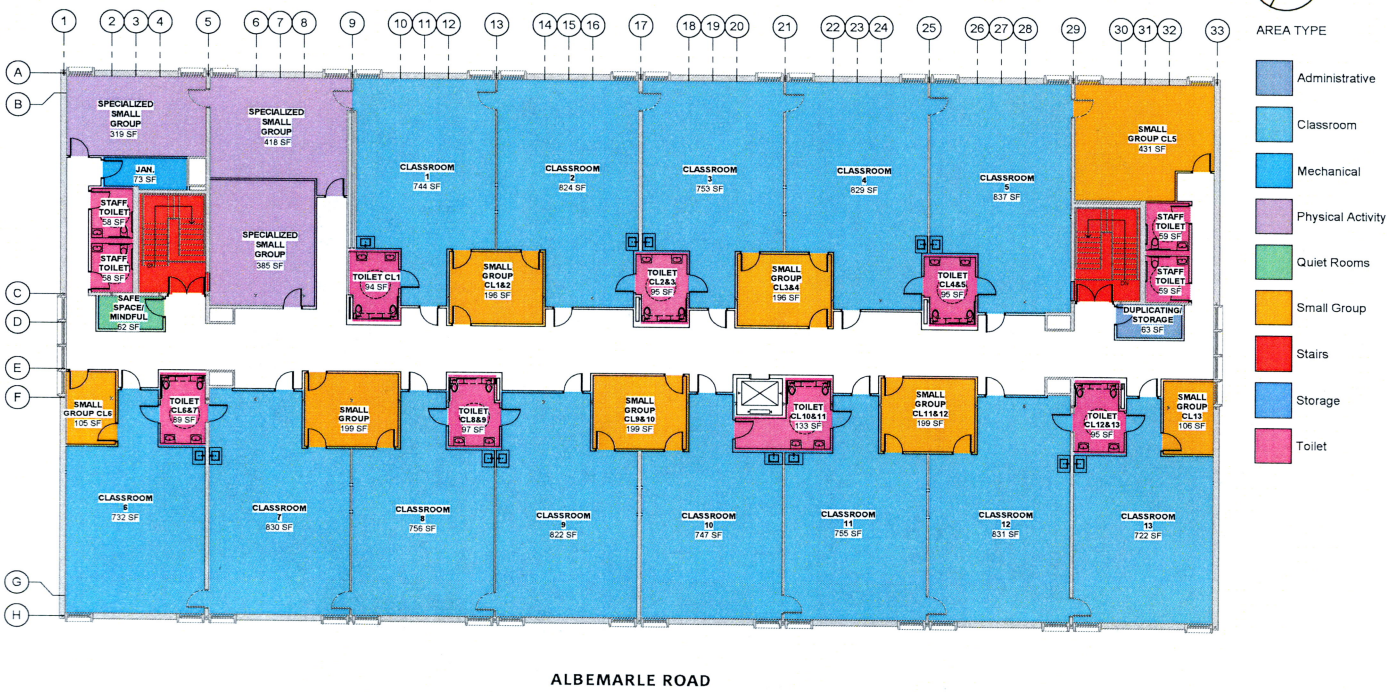 1 2 3 4 5 6 7 8 9 10 11 12 13 14 15 16 17 18 19 20 21 22 23 24 25 26 27 28 29 30 31 32 33
A
B
C
D
E
F
G
H
SPECIALIZED
SMALL
GROUP
319 SF
SPECIALIZED
SMALL
GROUP
418 SF
JAN.
73 SF
STAFF
TOILET
58 SF
STAFF
TOILET
58 SF
SAFE
SPACE/
MINDFUL
62 SF
SPECIALIZED
SMALL
GROUP
385 SF
CLASSROOM
1
744 SF
CLASSROOM
2
824 SF
CLASSROOM
3
753 SF
CLASSROOM
4
829 SF
CLASSROOM
5
837 SF
SMALL
GROUP CL5
431 SF
TOILET CL1
94 SF
SMALL
GROUP
CL1&2
196 SF
TOILET
CL2&3
95 SF
SMALL
GROUP
CL3&4
196 SF
TOILET
CL4&5
95 SF
STAFF
TOILET
59 SF
STAFF
TOILET
59 SF
DUPLICATING/
STORAGE
63 SF
SMALL
GROUP CL6
105 SF
TOILET
CL6&7
89 SF
SMALL
GROUP
199 SF
TOILET
CL8&9
97 SF
SMALL
GROUP
CL9&10
199 SF
TOILET
CL10&11
133 SF
SMALL
GROUP
CL11&12
199 SF
TOILET
CL12&13
95 SF
SMALL
GROUP
CL13
106 SF
CLASSROOM
6
732 SF
CLASSROOM
7
830 SF
CLASSROOM
8
756 SF
CLASSROOM
9
822 SF
CLASSROOM
10
747 SF
CLASSROOM
11
755 SF
CLASSROOM
12
831 SF
CLASSROOM
13
722 SF
AREA TYPE
Administrative
Classroom
Mechanical
Physical Activity
Quiet Rooms
Small Group
Stairs
Storage
Toilet
ALBEMARLE ROAD